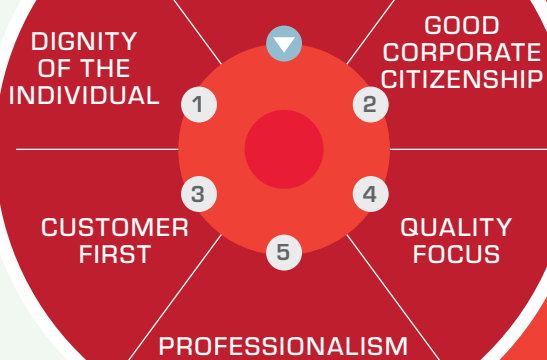 DIGNITY
OF THE
INDIVIDUAL
1
GOOD
CORPORATE
CITIZENSHIP
2
CUSTOMER
FIRST
3
QUALITY
FOCUS
4
5
PROFESSIONALISM